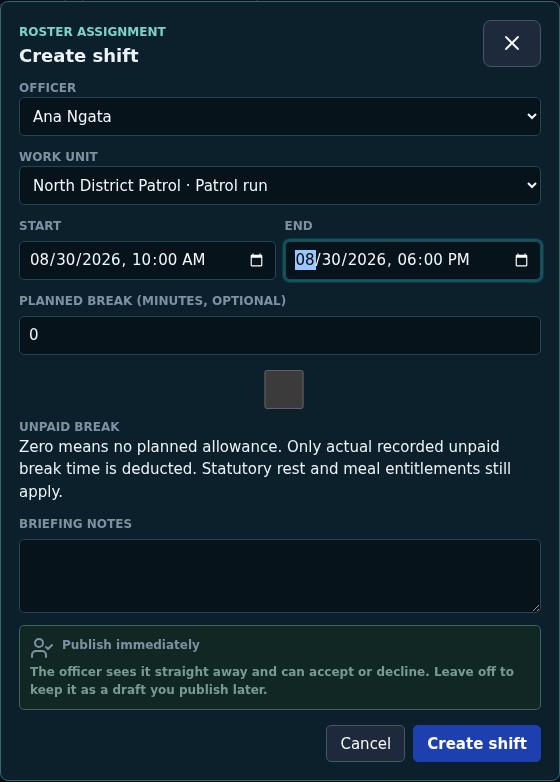 ROSTER ASSIGNMENT
Create shift
OFFICER
Ana Ngata
WORK UNIT
North District Patrol · Patrol run
START
END
08/30/2026, 10:00 AM
08/30/2026, 06:00 PM
PLANNED BREAK (MINUTES, OPTIONAL)
0
UNPAID BREAK
Zero means no planned allowance. Only actual recorded unpaid
break time is deducted. Statutory rest and meal entitlements still
apply.
BRIEFING NOTES
Publish immediately
The officer sees it straight away and can accept or decline. Leave off to
keep it as a draft you publish later.
Cancel
Create shift